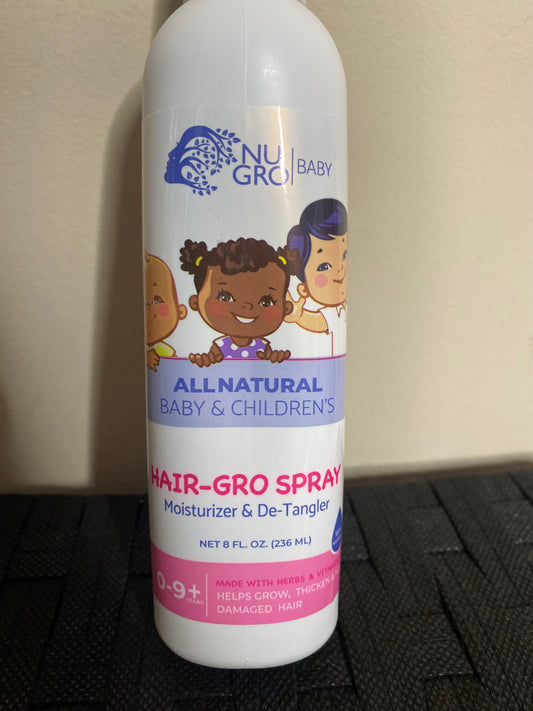 NU
GRO BABY
ALL NATURAL
BABY & CHILDREN'S
HAIR-GRO SPRAY
Moisturizer & De-Tangler
NET 8 FL. OZ. (236 ML)
0-9+
YEARS
MADE WITH HERBS &
HELPS GROW, THICKEN &
DAMAGED HAIR